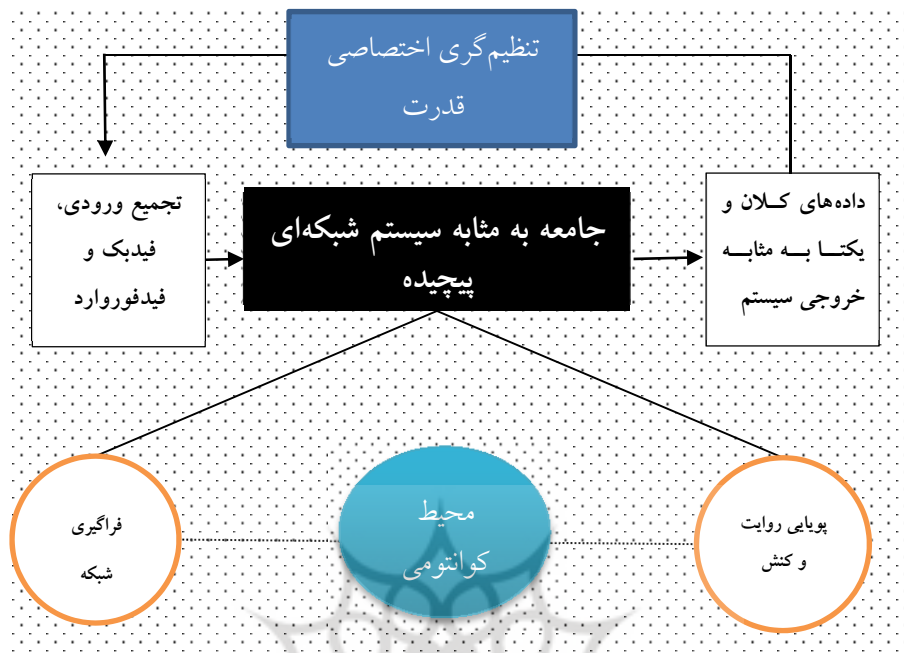 تنظیم‌گری اختصاصی
قدرت
داده‌های کلان و
یکتا به مثابه
خروجی سیستم
جامعه به مثابه سیستم شبکه‌ای
پیچیده
تجمیع ورودی،
فیدبک و
فیدفوروارد
پویایی روایت
و کنش
محیط
کوانتومی
فراگیری
شبکه